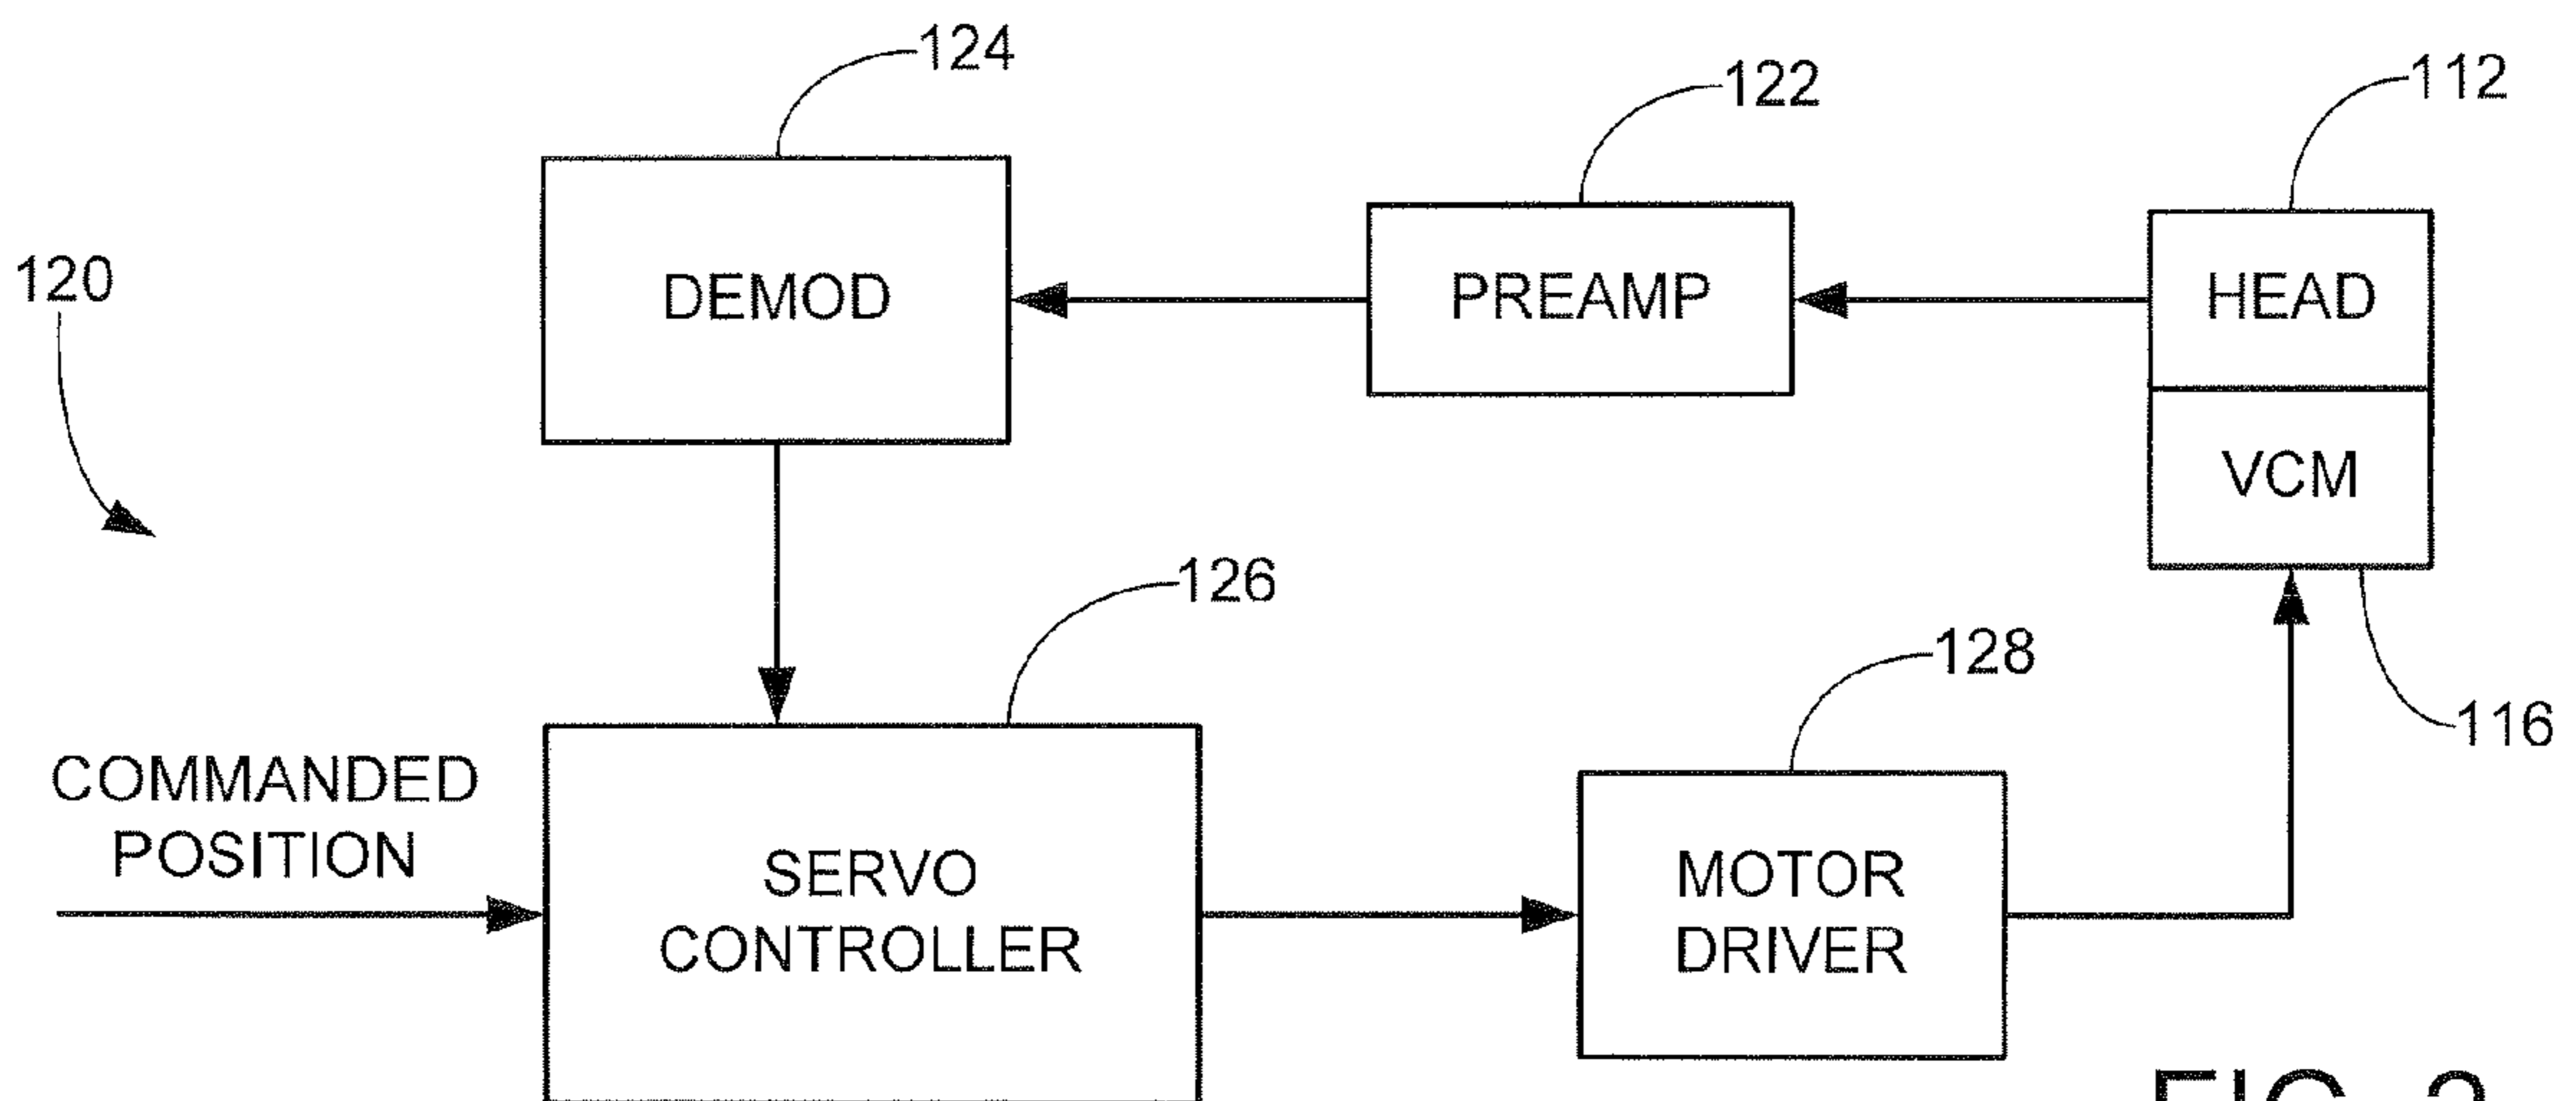 124
122
112
120
DEMOD
PREAMP
HEAD
VCM
126
128
116
COMMANDED
POSITION
SERVO
CONTROLLER
MOTOR
DRIVER